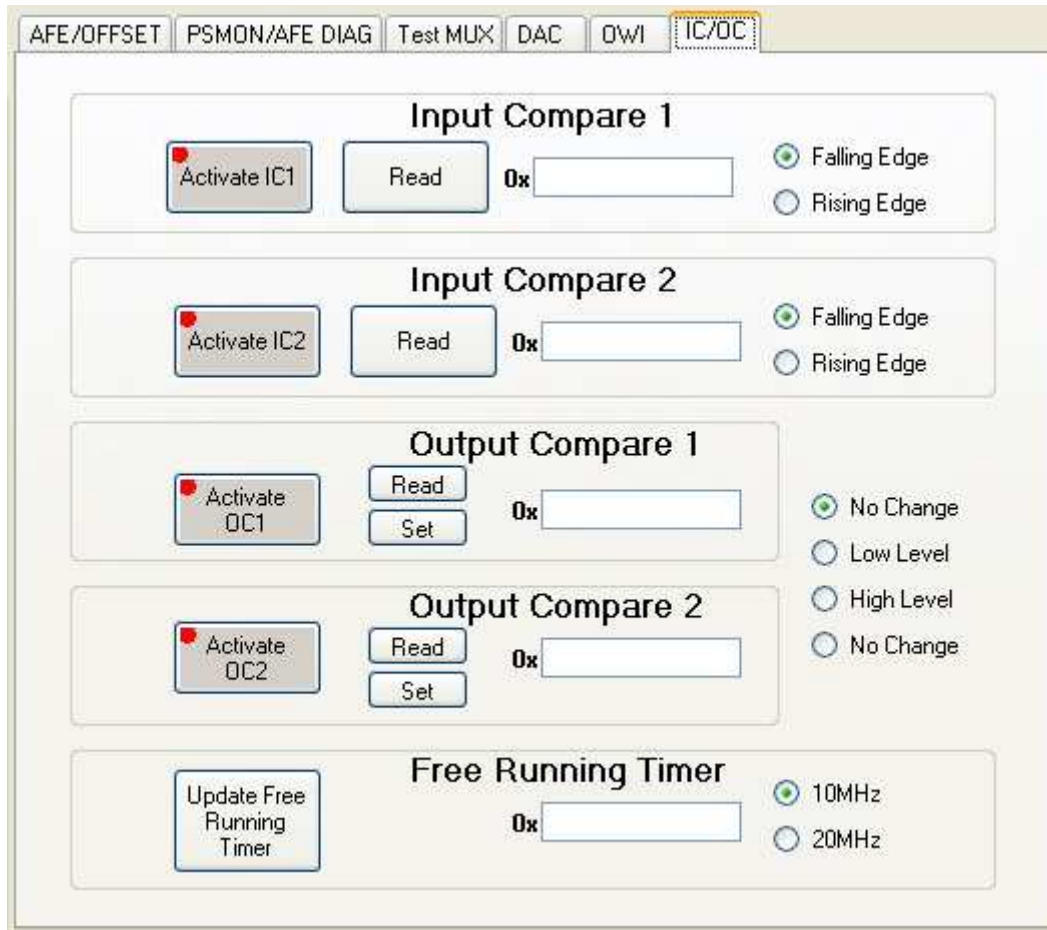 AFE/OFFSET PSMON/AFE DIAG Test MUX DAC OWI IC/OC
Input Compare 1
Activate IC1 Read 0x Falling Edge
Rising Edge
Input Compare 2
Activate IC2 Read 0x Falling Edge
Rising Edge
Output Compare 1
Activate
OC1
Read
Set
0x
Output Compare 2
Activate
OC2
Read
Set
0x
No Change
Low Level
High Level
No Change
Free Running Timer
Update Free
Running
Timer
0x
10MHz
20MHz